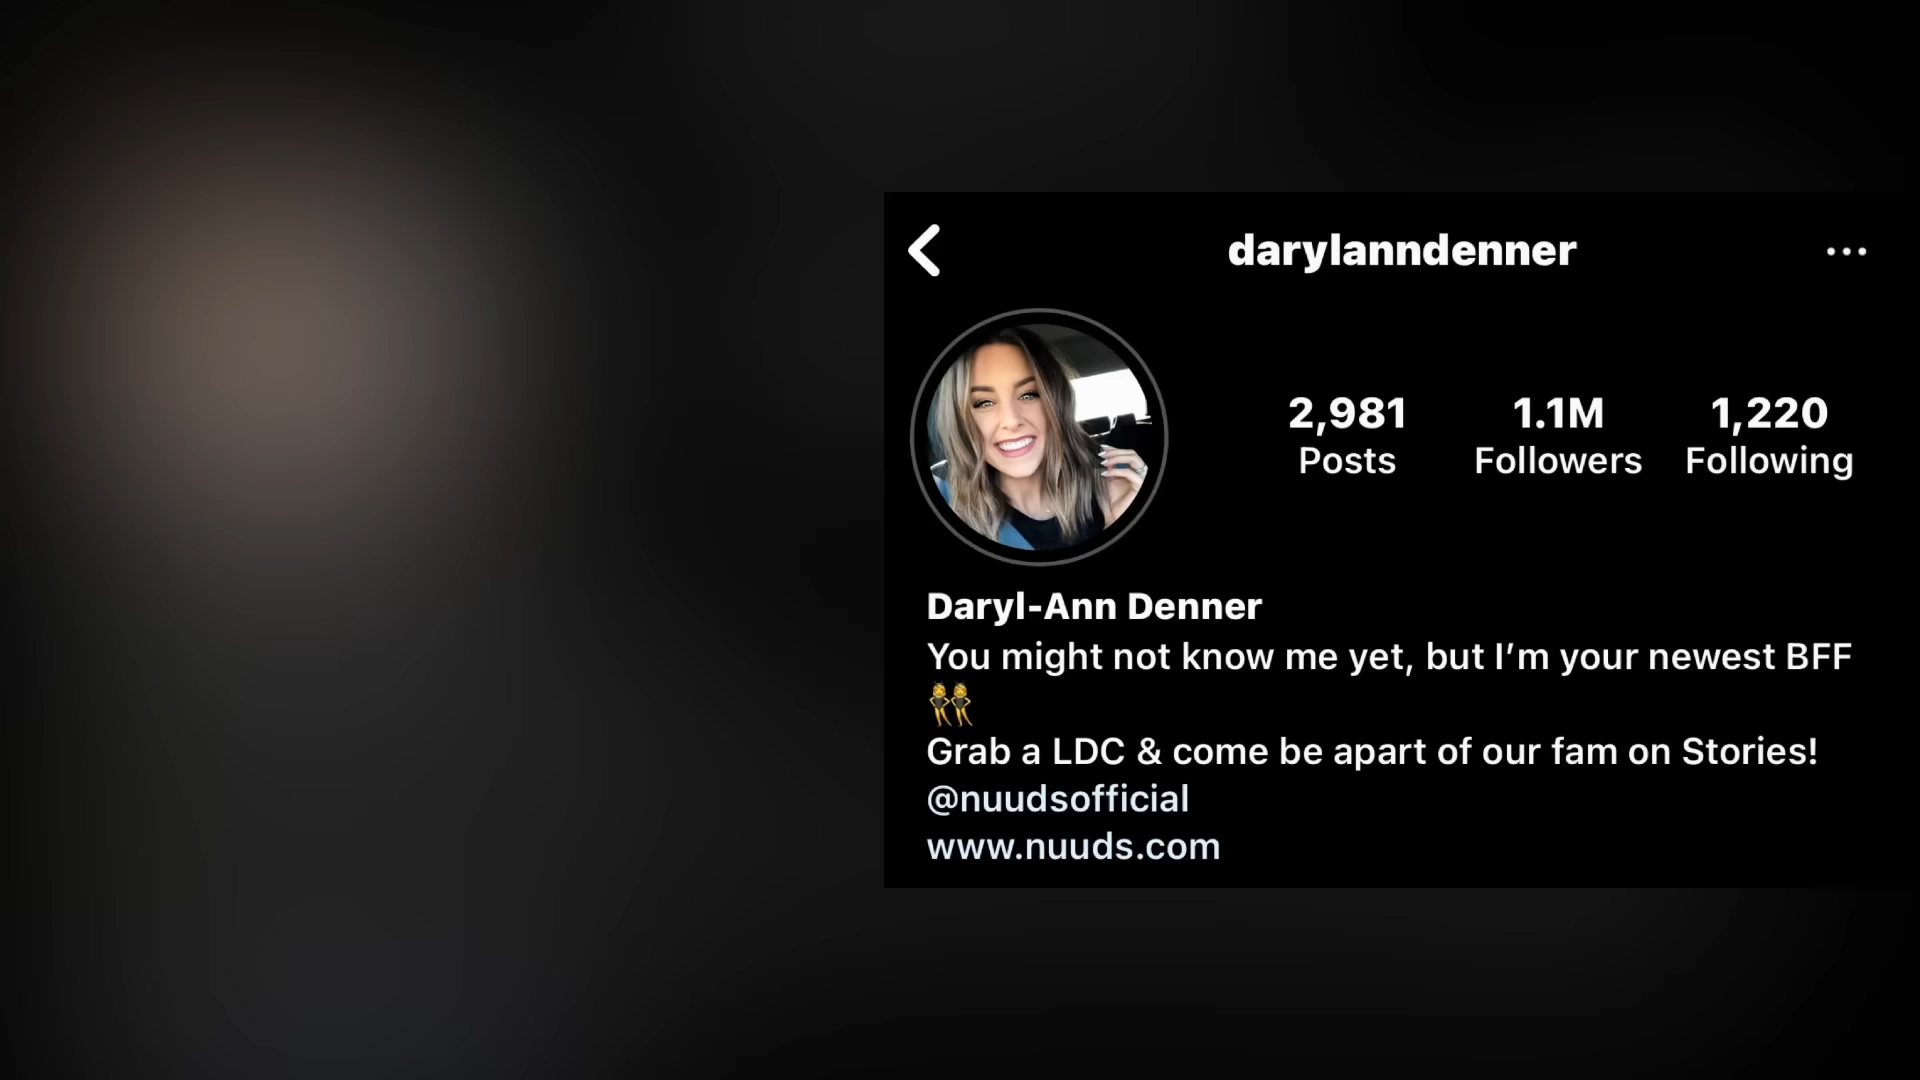 darylanndenner
2,981 1.1M 1,220
Posts Followers Following
Daryl-Ann Denner
You might not know me yet, but I’m your newest BFF
👯
Grab a LDC & come be apart of our fam on Stories!
@nuudsofficial
www.nuuds.com